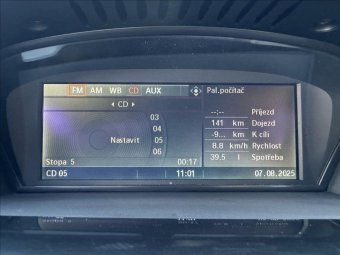 FM AM WB CD AUX
Pal.počítač
◂ CD ▸
03
04
Nastavit 05
06
Stopa 5 00:17
--:-- Příjezd
141 km Dojezd
-9... km K cíli
8.8 km/h Rychlost
39.5 l Spotřeba
CD 05 11:01 07.08.2025